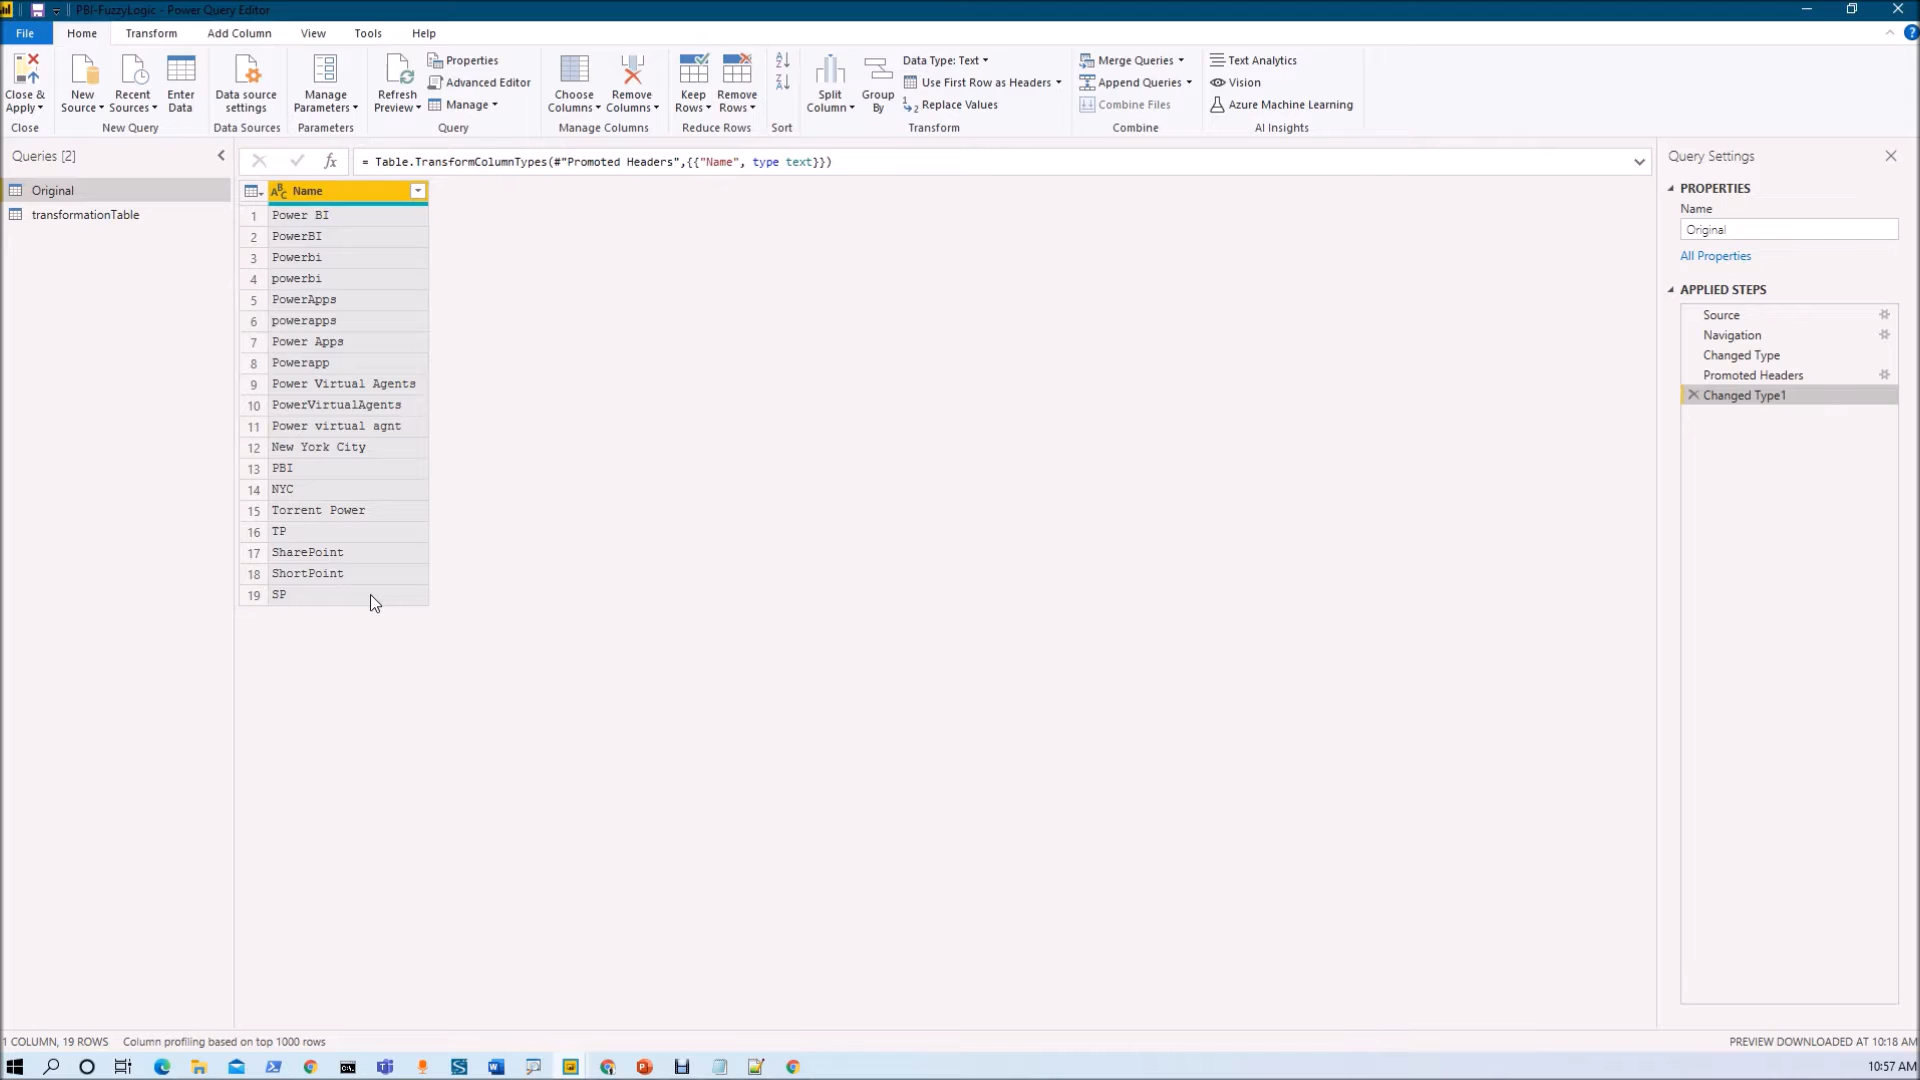 PBI-FuzzyLogic - Power Query Editor
File Home Transform Add Column View Tools Help
Close & Apply
New Source
Recent Sources
Enter Data
Data source settings
Manage Parameters
Refresh Preview
Properties
Advanced Editor
Manage
Choose Columns
Remove Columns
Keep Rows
Remove Rows
Split Column
Group By
Data Type: Text
Use First Row as Headers
Replace Values
Merge Queries
Append Queries
Combine Files
Text Analytics
Vision
Azure Machine Learning
Close New Query Data Sources Parameters Query Manage Columns Reduce Rows Sort Transform Combine AI Insights
Queries [2]
Original
transformationTable
fx = Table.TransformColumnTypes(#"Promoted Headers",{{"Name", type text}})
ABC Name
1 Power BI
2 PowerBI
3 Powerbi
4 powerbi
5 PowerApps
6 powerapps
7 Power Apps
8 Powerapp
9 Power Virtual Agents
10 PowerVirtualAgents
11 Power virtual agnt
12 New York City
13 PBI
14 NYC
15 Torrent Power
16 TP
17 SharePoint
18 ShortPoint
19 SP
Query Settings
PROPERTIES
Name
Original
All Properties
APPLIED STEPS
Source
Navigation
Changed Type
Promoted Headers
Changed Type1
1 COLUMN, 19 ROWS Column profiling based on top 1000 rows
PREVIEW DOWNLOADED AT 10:18 AM
10:57 AM